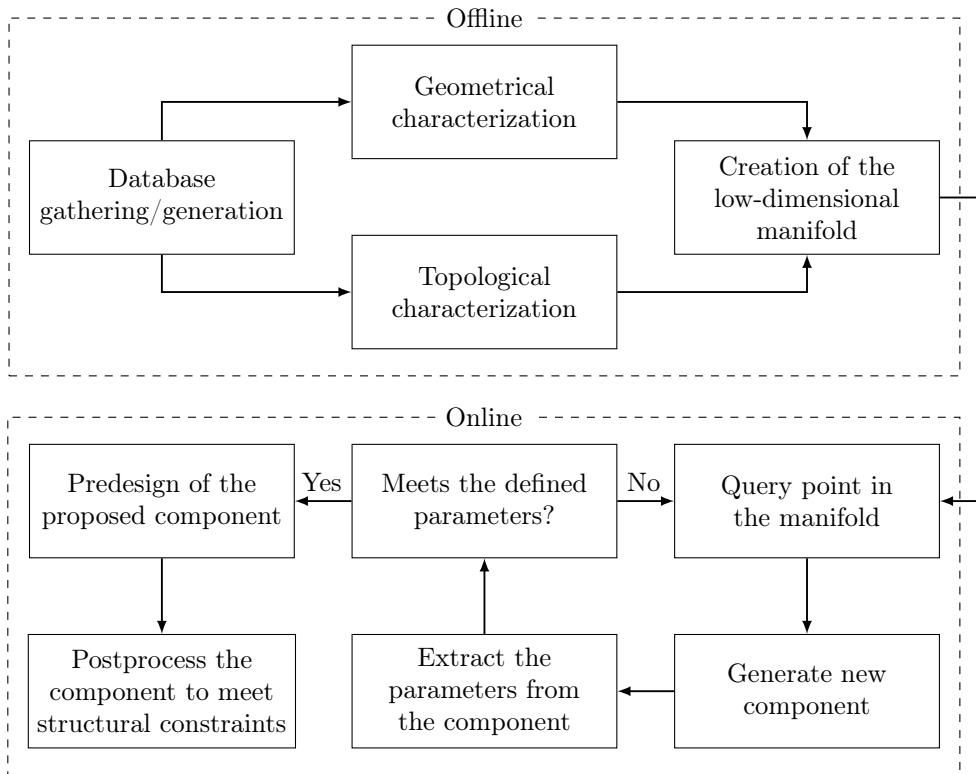 Offline
Geometrical
characterization
Database
gathering/generation
Creation of the
low-dimensional
manifold
Topological
characterization
Online
Predesign of the
proposed component
Yes
Meets the defined
parameters?
No
Query point in
the manifold
Postprocess the
component to meet
structural constraints
Extract the
parameters from
the component
Generate new
component